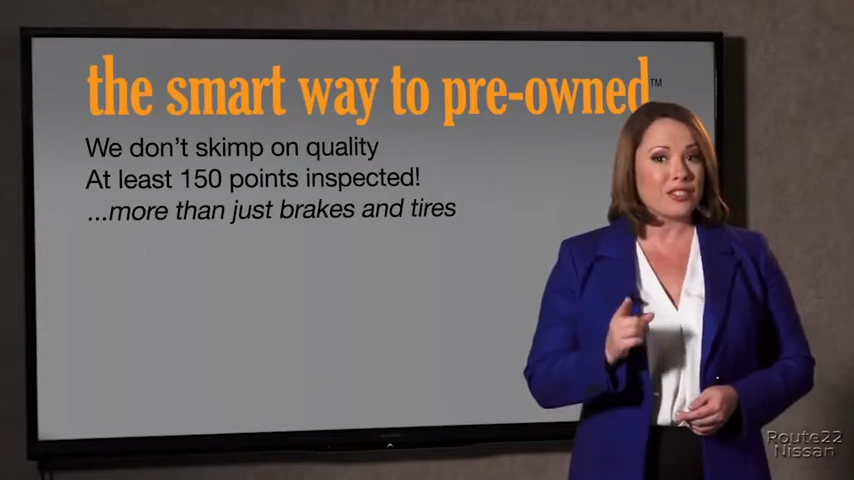 the smart way to pre-owned™
We don't skimp on quality
At least 150 points inspected!
...more than just brakes and tires
Route22
Nissan